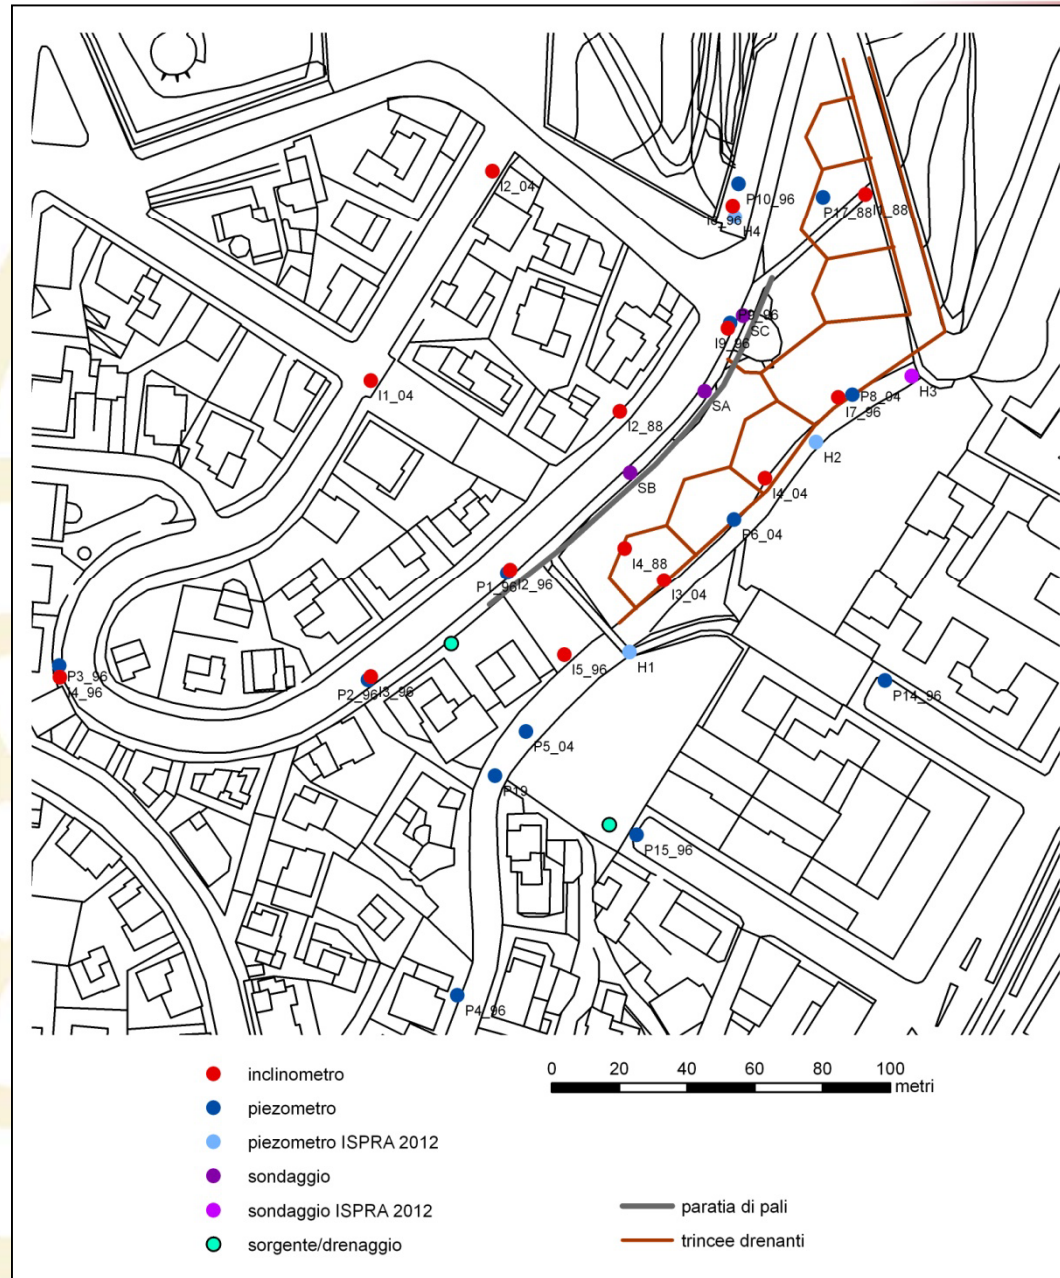 I2_04
P10_96
I8_96
H4
P17_88
I1_88
P9_96
SC
I9_96
I1_04
SA
I2_88
P8_04
H3
I7_96
H2
SB
I4_04
P6_04
I4_88
P1_96
I2_96
I3_04
H1
I5_96
P3_96
I4_96
P2_96
I3_96
P14_96
P5_04
P19
P15_96
P4_96
inclinometro
piezometro
piezometro ISPRA 2012
sondaggio
sondaggio ISPRA 2012
sorgente/drenaggio
0 20 40 60 80 100
metri
paratia di pali
trincee drenanti